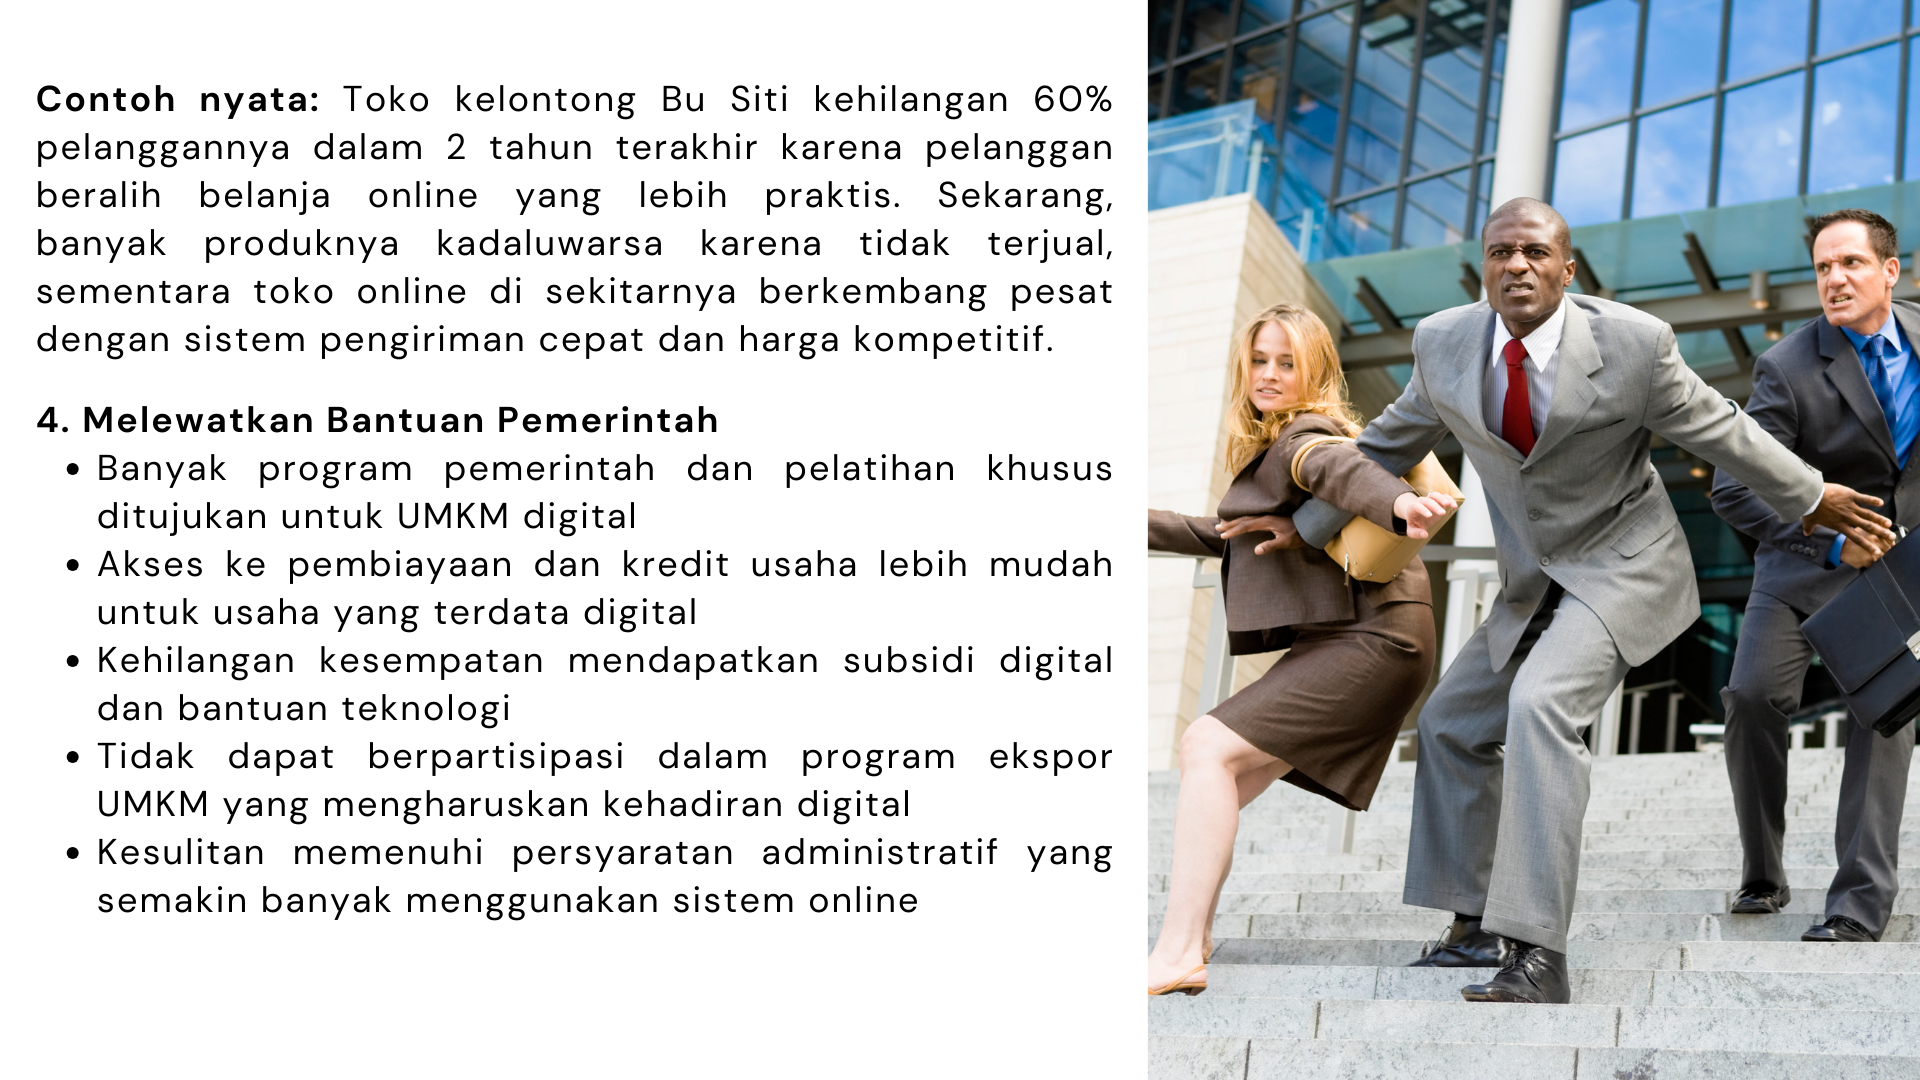 Contoh nyata: Toko kelontong Bu Siti kehilangan 60%
pelanggannya dalam 2 tahun terakhir karena pelanggan
beralih belanja online yang lebih praktis. Sekarang,
banyak produknya kadaluwarsa karena tidak terjual,
sementara toko online di sekitarnya berkembang pesat
dengan sistem pengiriman cepat dan harga kompetitif.
4. Melewatkan Bantuan Pemerintah
• Banyak program pemerintah dan pelatihan khusus
ditujukan untuk UMKM digital
• Akses ke pembiayaan dan kredit usaha lebih mudah
untuk usaha yang terdata digital
• Kehilangan kesempatan mendapatkan subsidi digital
dan bantuan teknologi
• Tidak dapat berpartisipasi dalam program ekspor
UMKM yang mengharuskan kehadiran digital
• Kesulitan memenuhi persyaratan administratif yang
semakin banyak menggunakan sistem online